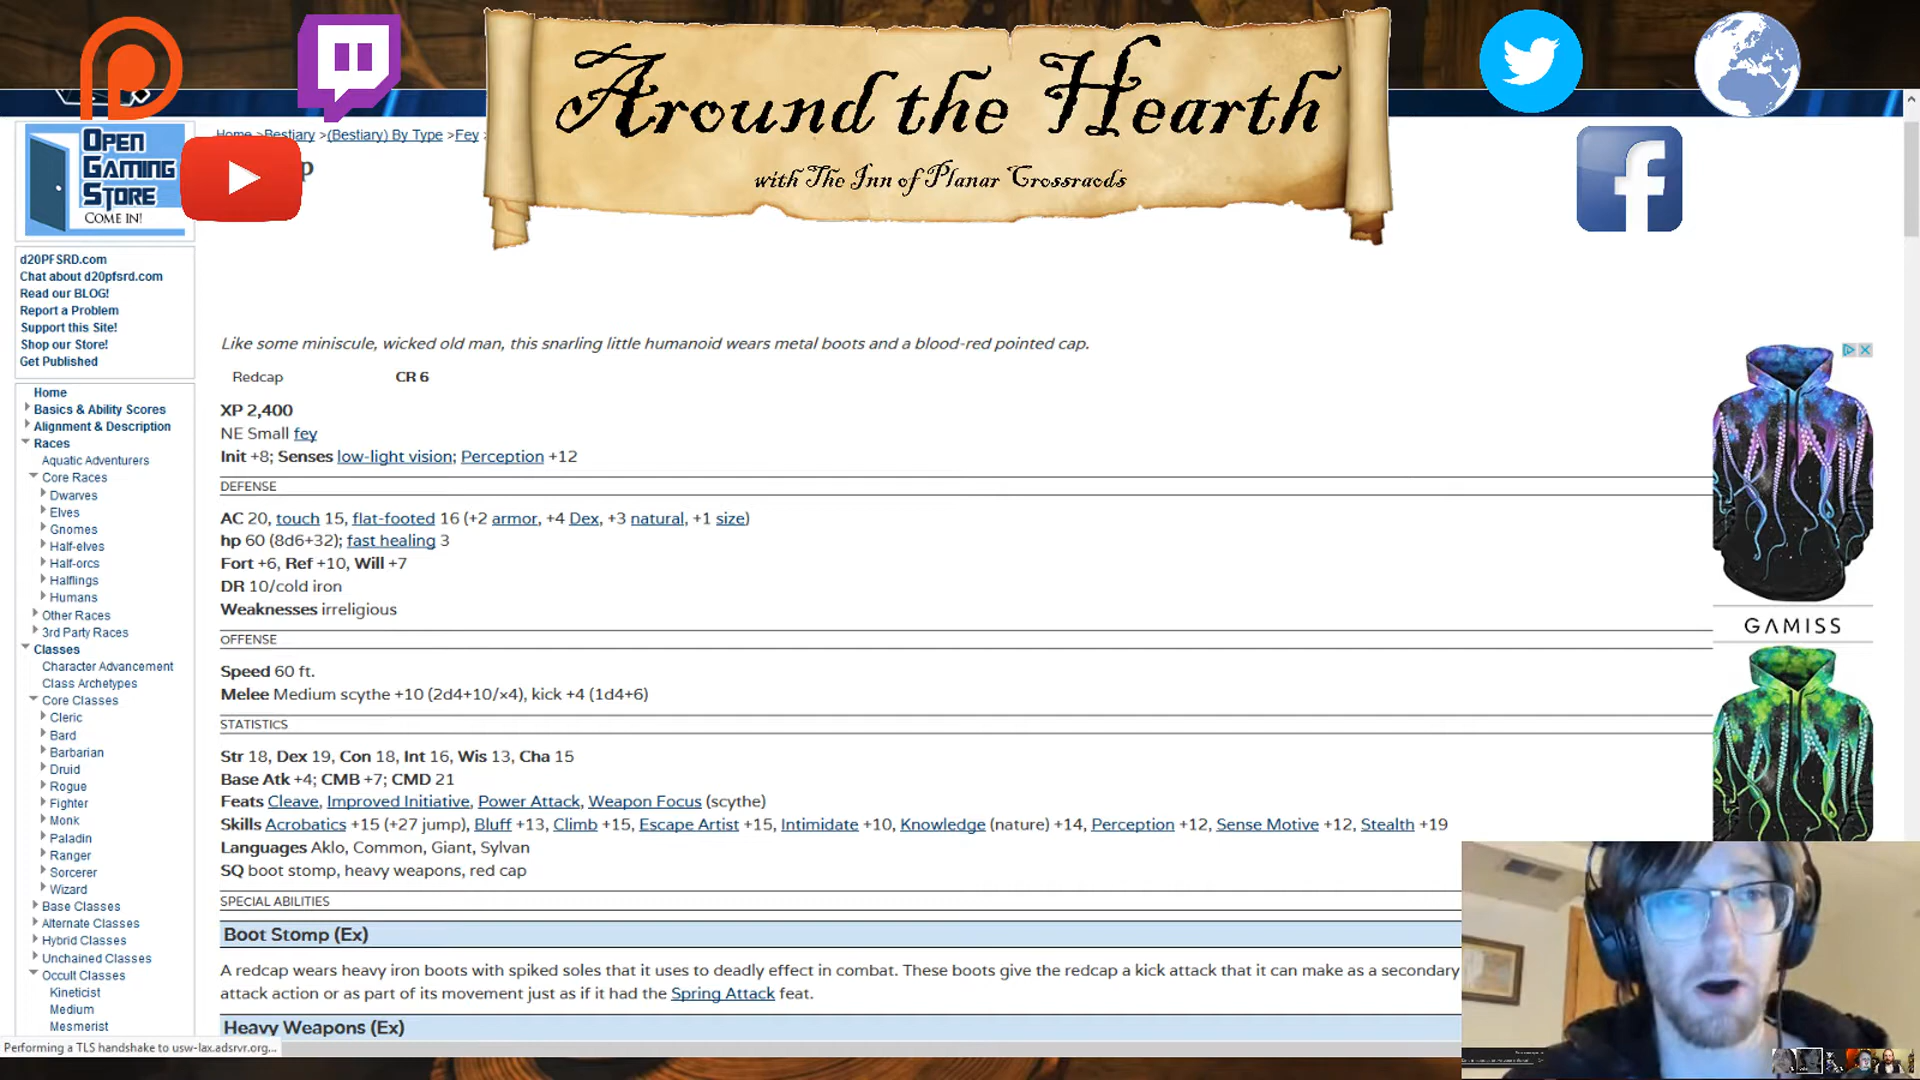 Around the Hearth
with The Inn of Planar Crossraods
Home >Bestiary >(Bestiary) By Type >Fey >
p
OPEN
GAMING
STORE
COME IN!
d20PFSRD.com
Chat about d20pfsrd.com
Read our BLOG!
Report a Problem
Support this Site!
Shop our Store!
Get Published
Home
Basics & Ability Scores
Alignment & Description
Races
Aquatic Adventurers
Core Races
Dwarves
Elves
Gnomes
Half-elves
Half-orcs
Halflings
Humans
Other Races
3rd Party Races
Classes
Character Advancement
Class Archetypes
Core Classes
Cleric
Bard
Barbarian
Druid
Rogue
Fighter
Monk
Paladin
Ranger
Sorcerer
Wizard
Base Classes
Alternate Classes
Hybrid Classes
Unchained Classes
Occult Classes
Kineticist
Medium
Mesmerist
Like some miniscule, wicked old man, this snarling little humanoid wears metal boots and a blood-red pointed cap.
Redcap CR 6
XP 2,400
NE Small fey
Init +8; Senses low-light vision; Perception +12
DEFENSE
AC 20, touch 15, flat-footed 16 (+2 armor, +4 Dex, +3 natural, +1 size)
hp 60 (8d6+32); fast healing 3
Fort +6, Ref +10, Will +7
DR 10/cold iron
Weaknesses irreligious
OFFENSE
Speed 60 ft.
Melee Medium scythe +10 (2d4+10/×4), kick +4 (1d4+6)
STATISTICS
Str 18, Dex 19, Con 18, Int 16, Wis 13, Cha 15
Base Atk +4; CMB +7; CMD 21
Feats Cleave, Improved Initiative, Power Attack, Weapon Focus (scythe)
Skills Acrobatics +15 (+27 jump), Bluff +13, Climb +15, Escape Artist +15, Intimidate +10, Knowledge (nature) +14, Perception +12, Sense Motive +12, Stealth +19
Languages Aklo, Common, Giant, Sylvan
SQ boot stomp, heavy weapons, red cap
SPECIAL ABILITIES
Boot Stomp (Ex)
A redcap wears heavy iron boots with spiked soles that it uses to deadly effect in combat. These boots give the redcap a kick attack that it can make as a secondary
attack action or as part of its movement just as if it had the Spring Attack feat.
Heavy Weapons (Ex)
GAMISS
Performing a TLS handshake to usw-lax.adsrvr.org...